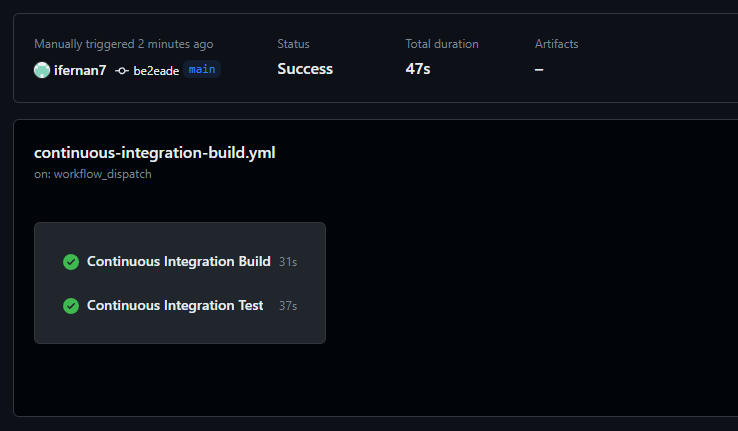 Manually triggered 2 minutes ago Status Total duration Artifacts
ifernan7 be2eade main Success 47s –
continuous-integration-build.yml
on: workflow_dispatch
Continuous Integration Build 31s
Continuous Integration Test 37s